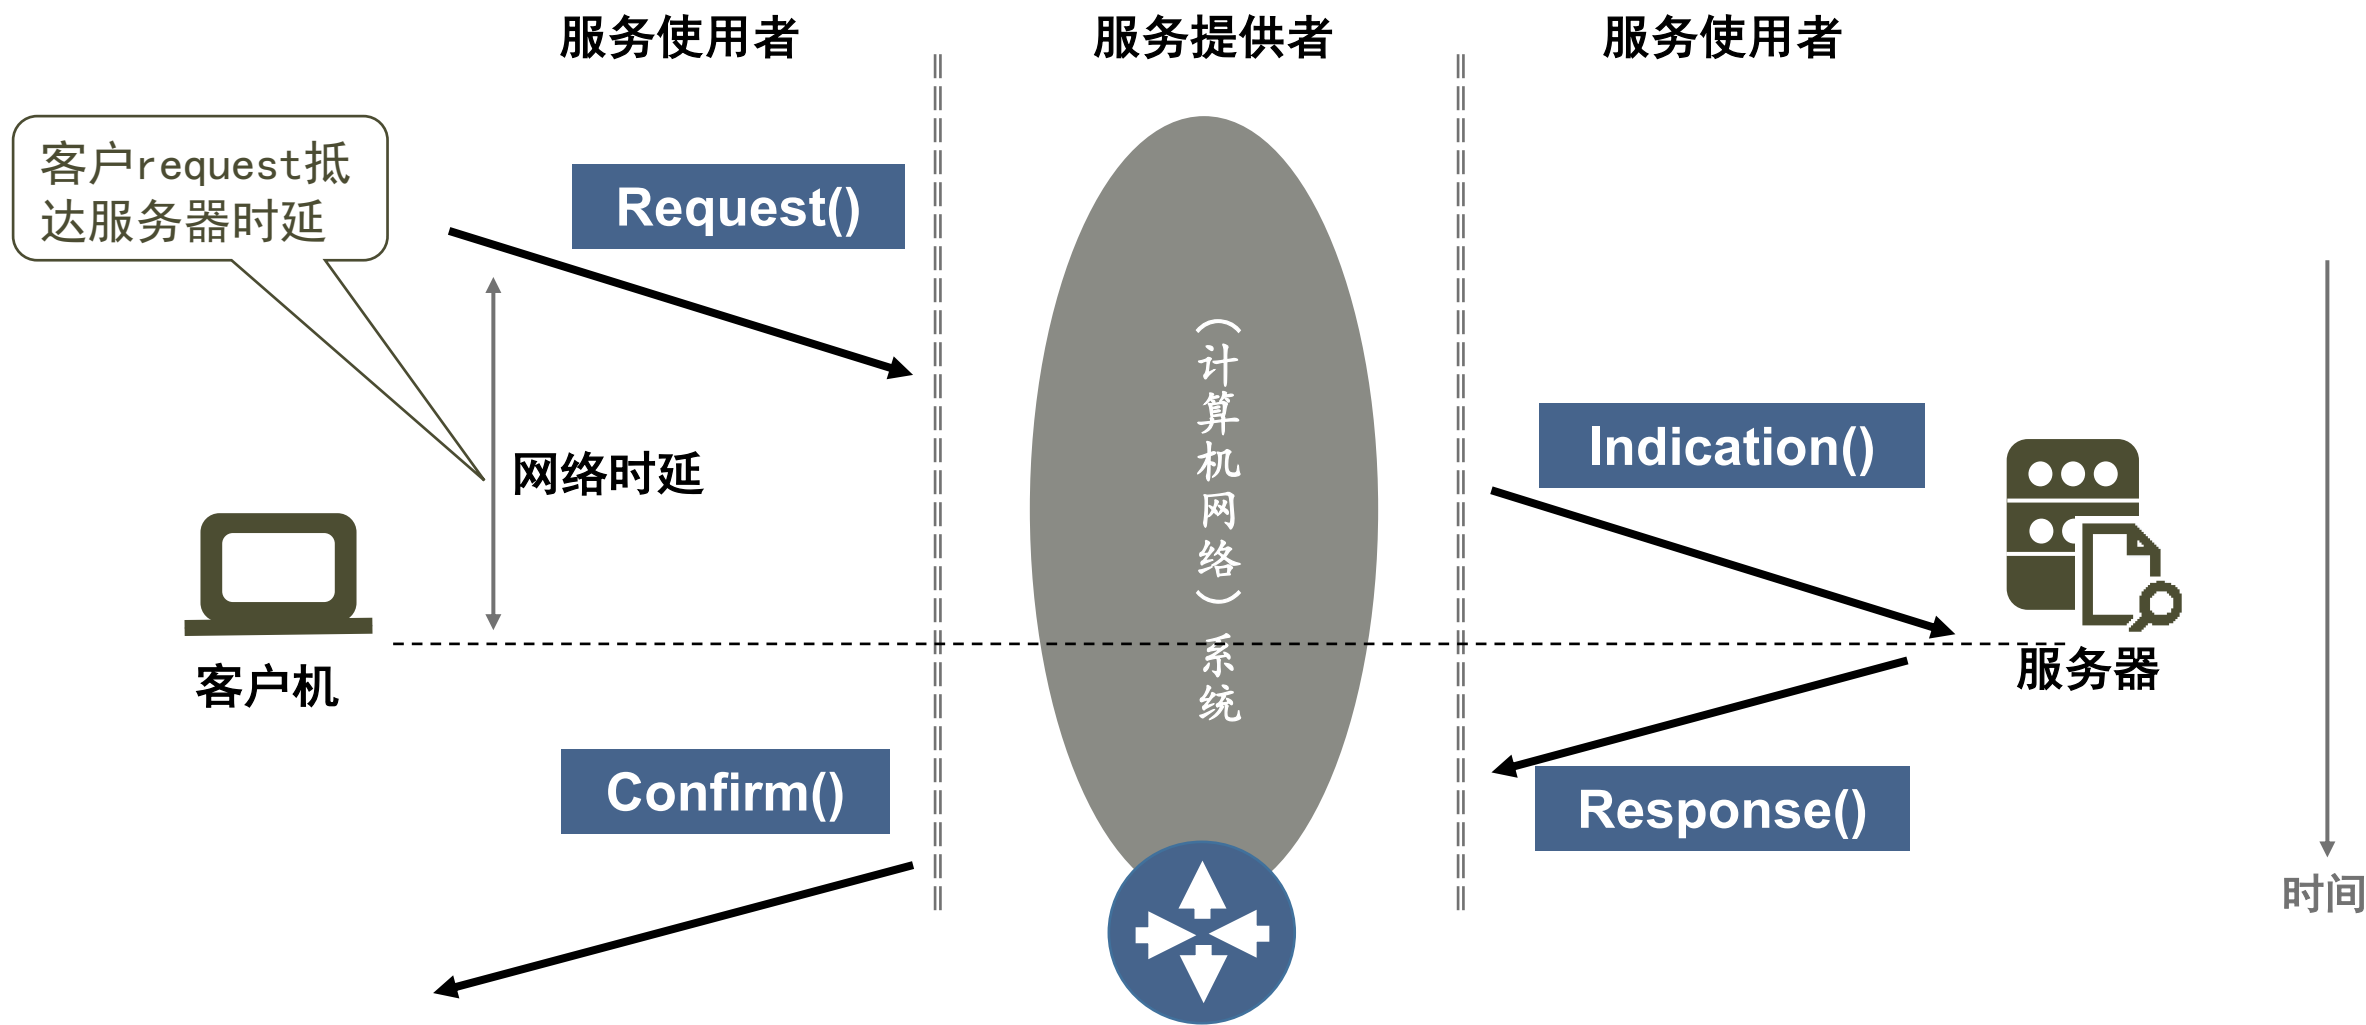 服务使用者
服务提供者
服务使用者
客户request抵
达服务器时延
Request()
（计算机网络）系统
Indication()
网络时延
客户机
服务器
Confirm()
Response()
时间